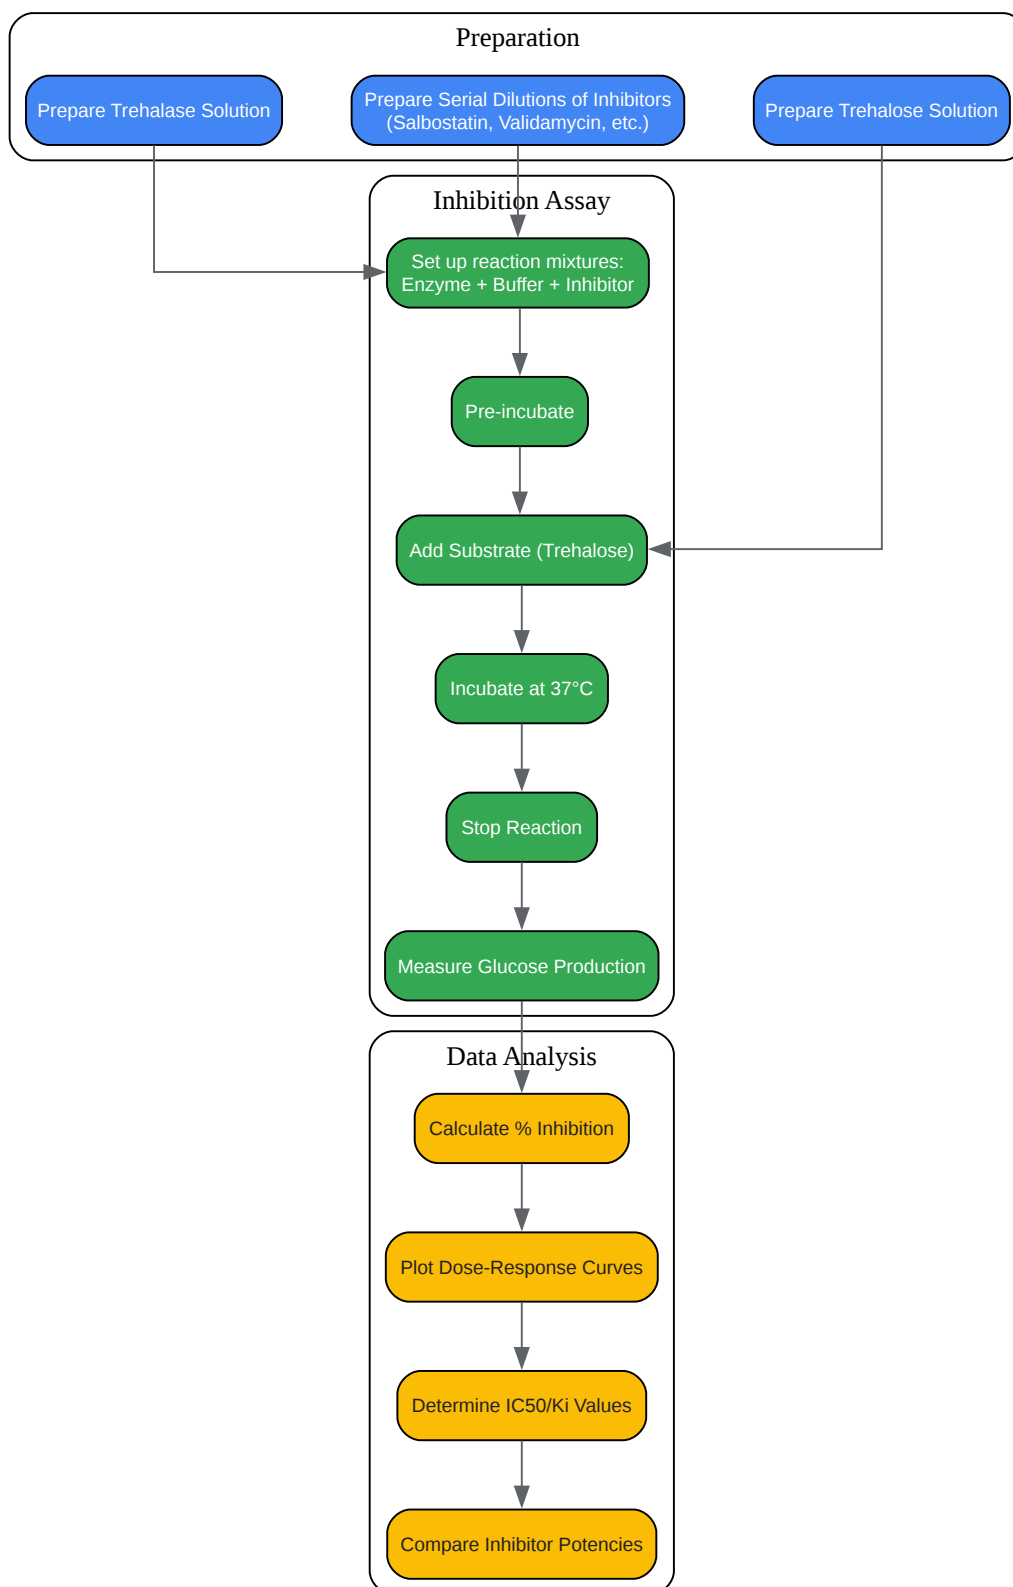 Preparation
Prepare Trehalase Solution
Prepare Serial Dilutions of Inhibitors
(Salbostatin, Validamycin, etc.)
Prepare Trehalose Solution
Inhibition Assay
Set up reaction mixtures:
Enzyme + Buffer + Inhibitor
Pre-incubate
Add Substrate (Trehalose)
Incubate at 37°C
Stop Reaction
Measure Glucose Production
Data Analysis
Calculate % Inhibition
Plot Dose-Response Curves
Determine IC50/Ki Values
Compare Inhibitor Potencies